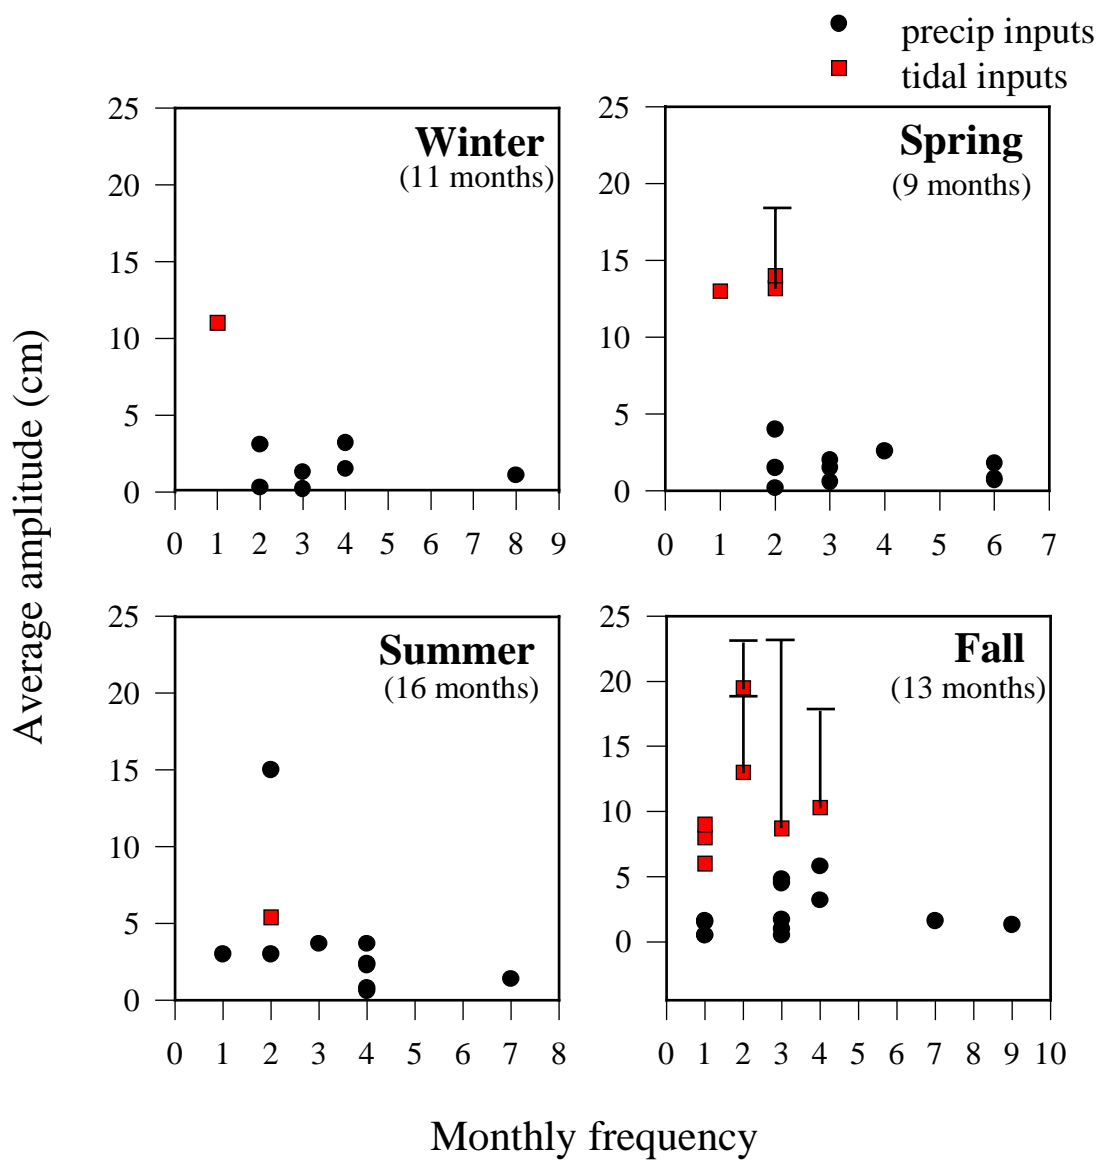 precip inputs
tidal inputs
Average amplitude (cm)
Winter
(11 months)
25
20
15
10
5
0
0 1 2 3 4 5 6 7 8 9
Spring
(9 months)
25
20
15
10
5
0
0 1 2 3 4 5 6 7
Summer
(16 months)
25
20
15
10
5
0
0 1 2 3 4 5 6 7 8
Fall
(13 months)
25
20
15
10
5
0
0 1 2 3 4 5 6 7 8 9 10
Monthly frequency